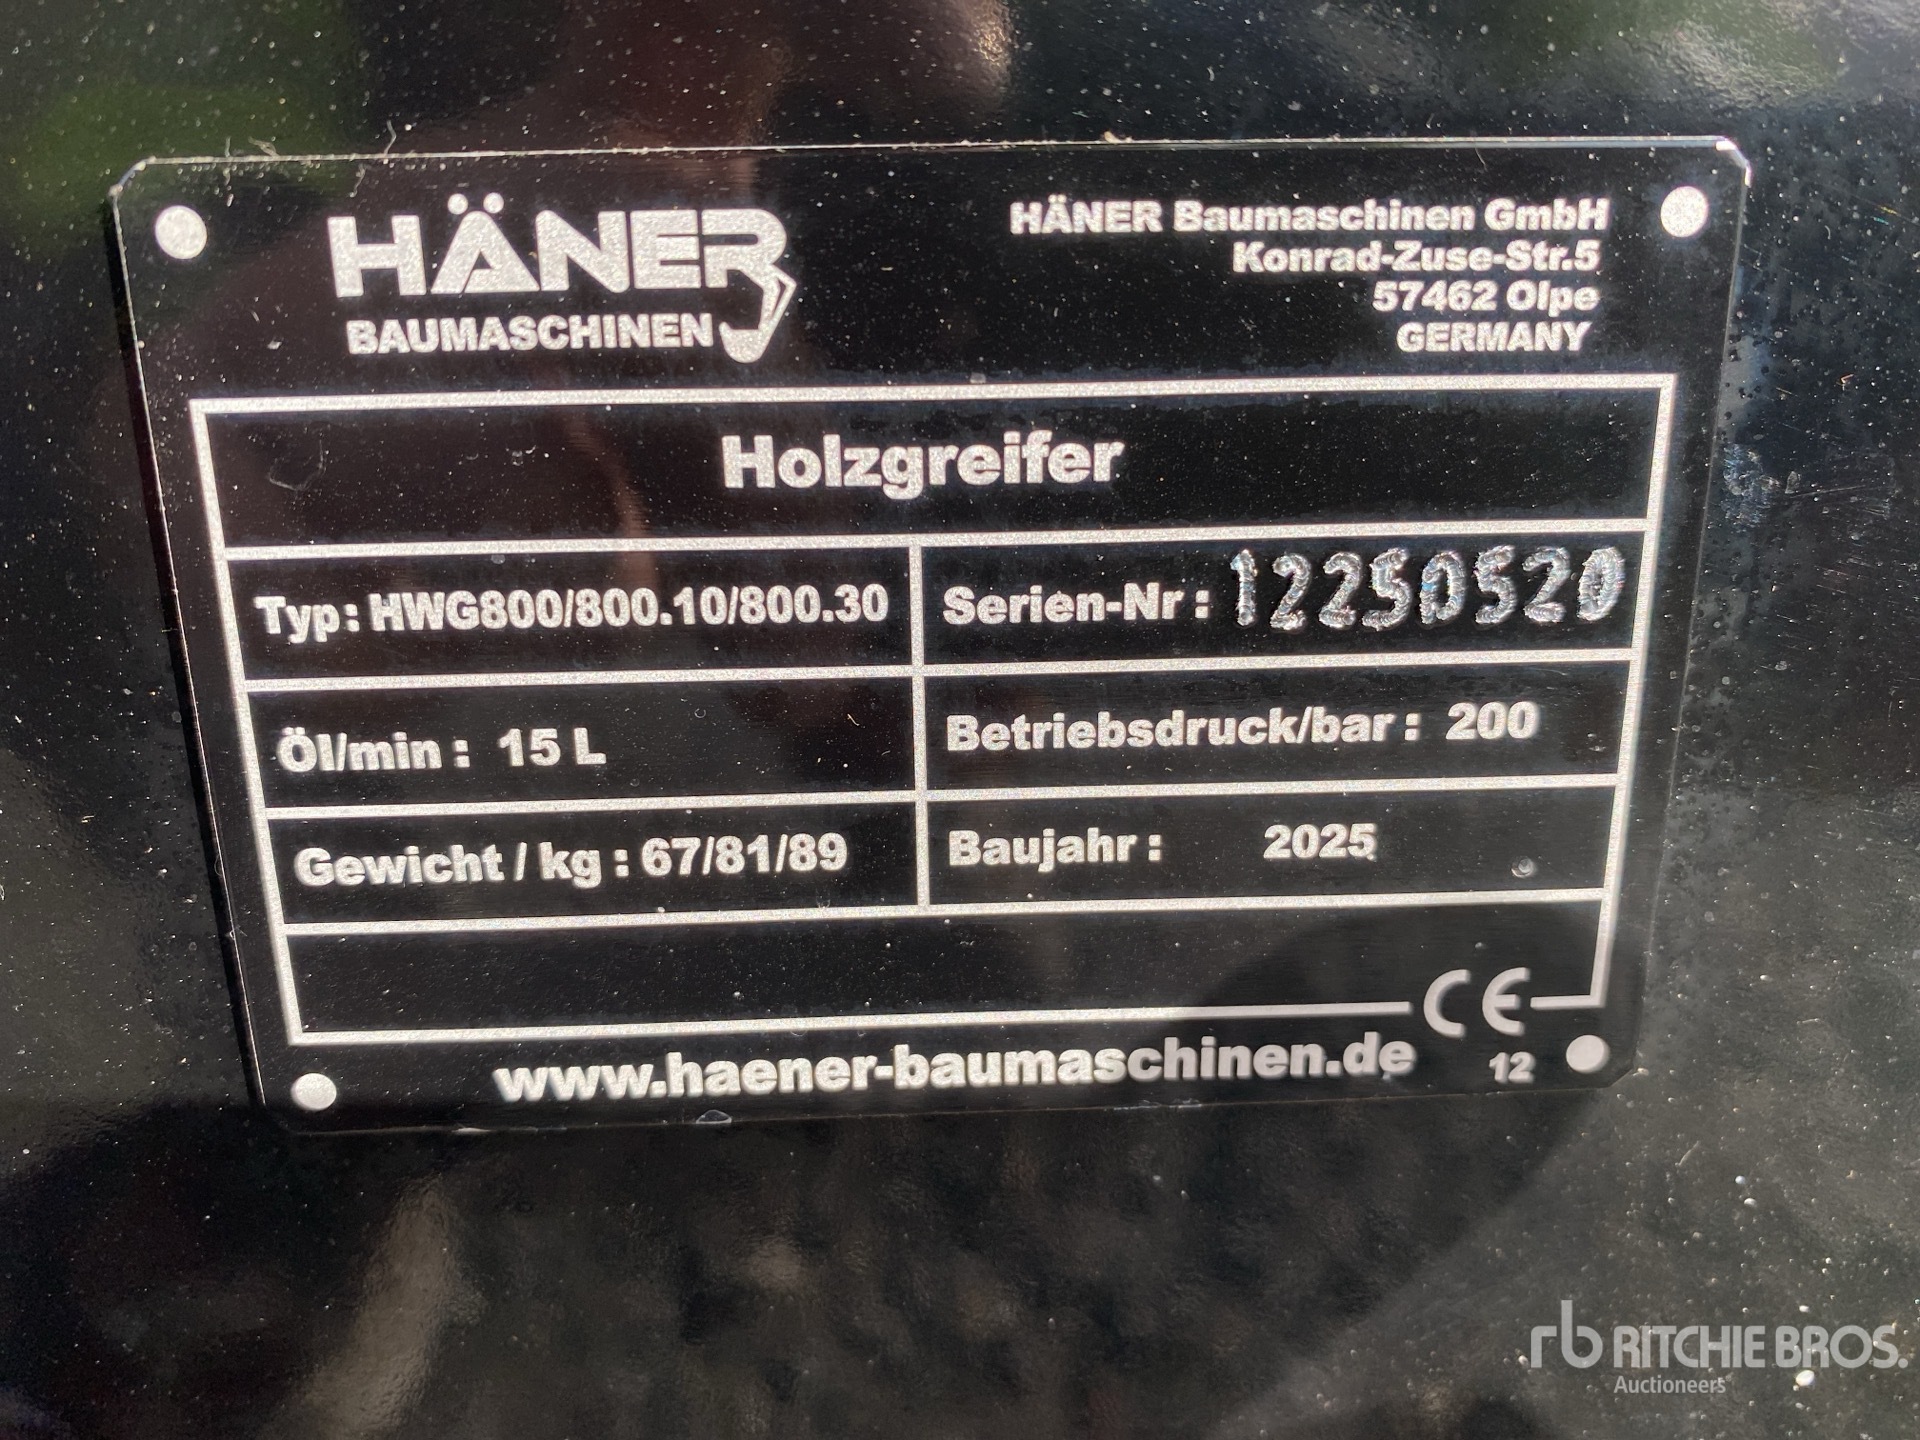 HÄNER
BAUMASCHINEN
HÄNER Baumaschinen GmbH
Konrad-Zuse-Str.5
57462 Olpe
GERMANY
Holzgreifer
Typ: HWG800/800.10/800.30
Serien-Nr : 12250520
Öl/min : 15 L
Betriebsdruck/bar : 200
Gewicht / kg : 67/81/89
Baujahr : 2025
CE
www.haener-baumaschinen.de
12
rb RITCHIE BROS.
Auctioneers